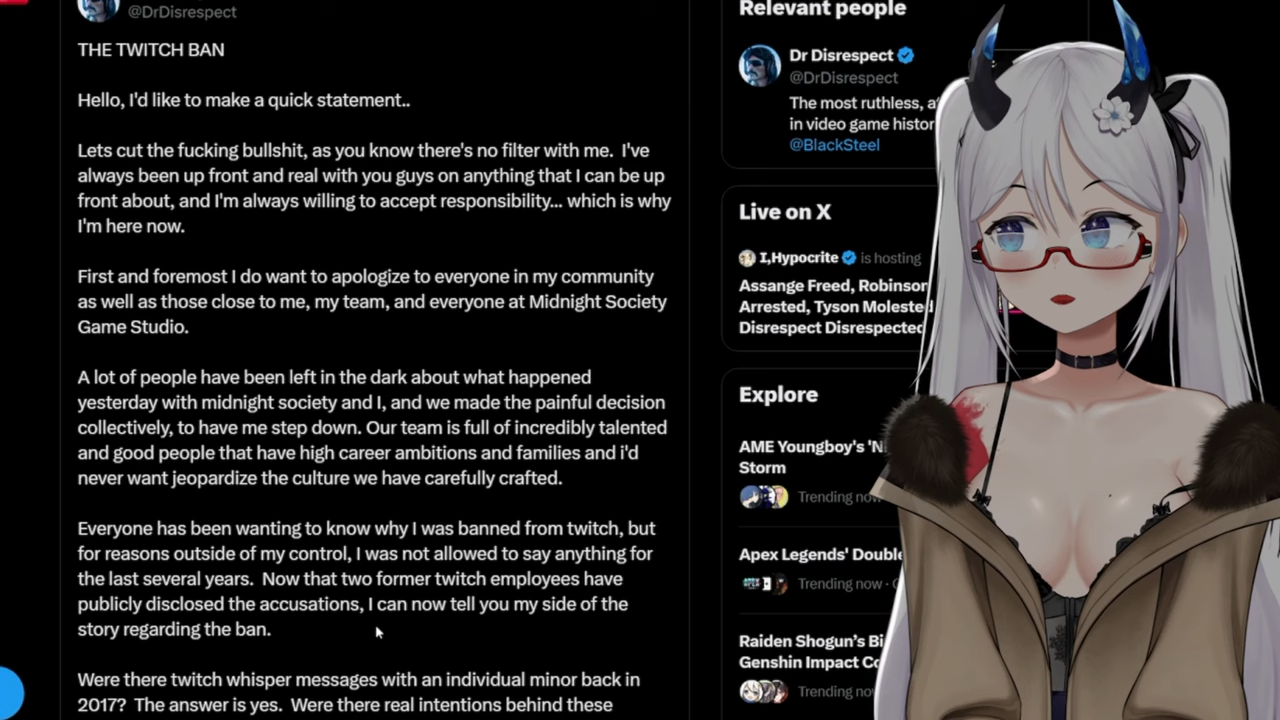 @DrDisrespect
THE TWITCH BAN
Hello, I'd like to make a quick statement..
Lets cut the fucking bullshit, as you know there's no filter with me.  I've
always been up front and real with you guys on anything that I can be up
front about, and I'm always willing to accept responsibility... which is why
I'm here now.
First and foremost I do want to apologize to everyone in my community
as well as those close to me, my team, and everyone at Midnight Society
Game Studio.
A lot of people have been left in the dark about what happened
yesterday with midnight society and I, and we made the painful decision
collectively, to have me step down. Our team is full of incredibly talented
and good people that have high career ambitions and families and i'd
never want jeopardize the culture we have carefully crafted.
Everyone has been wanting to know why I was banned from twitch, but
for reasons outside of my control, I was not allowed to say anything for
the last several years.  Now that two former twitch employees have
publicly disclosed the accusations, I can now tell you my side of the
story regarding the ban.
Were there twitch whisper messages with an individual minor back in
2017?  The answer is yes.  Were there real intentions behind these
Relevant people
Dr Disrespect
@DrDisrespect
The most ruthless,
in video game
@BlackSteel
Live on X
I,Hypocrite is hosting
Assange Freed, Robinson
Arrested, Tyson Molested
Disrespect Disrespected
Explore
AME Youngboy's
Storm
Trending now
Apex Legends'
Trending now ·
Raiden Shogun's
Genshin Impact
Trending now